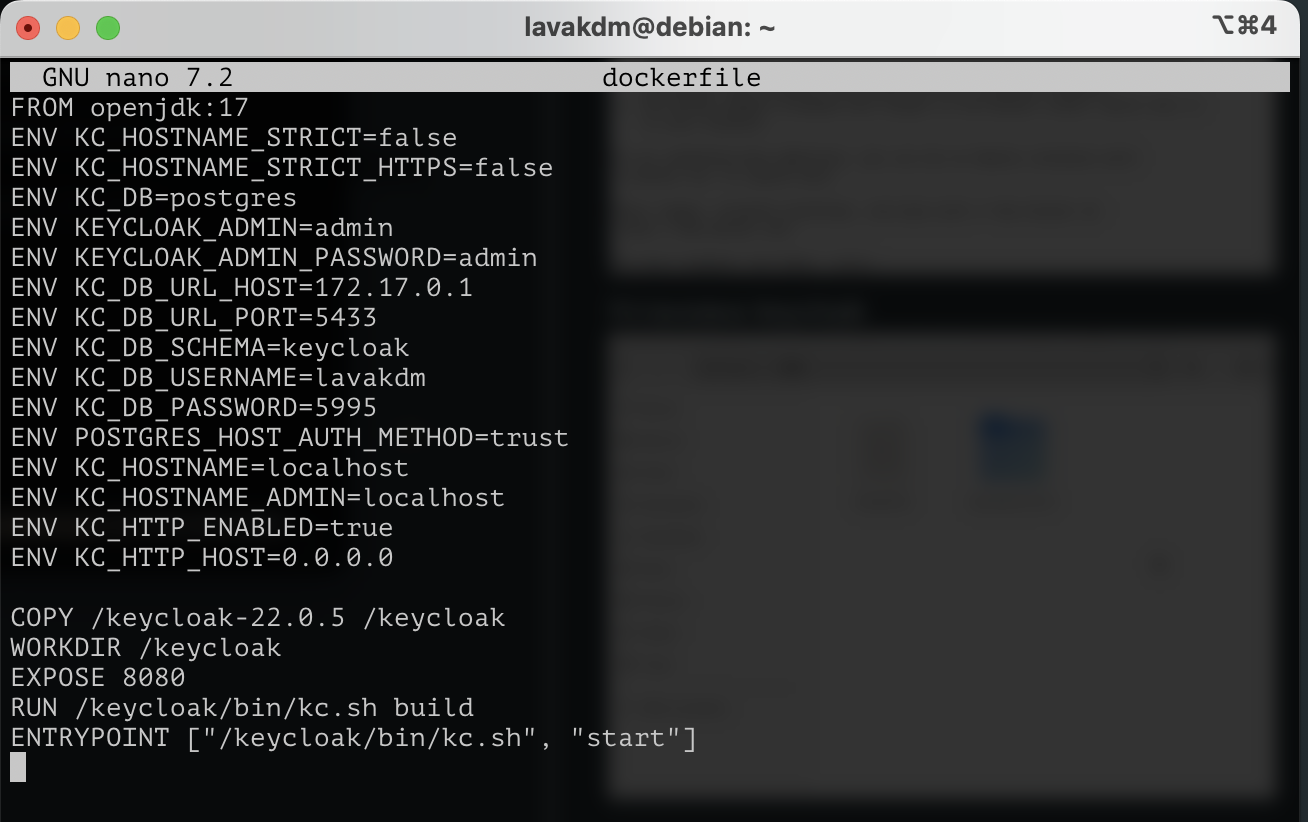 lavakdm@debian: ~
⌥⌘4
GNU nano 7.2 dockerfile
FROM openjdk:17
ENV KC_HOSTNAME_STRICT=false
ENV KC_HOSTNAME_STRICT_HTTPS=false
ENV KC_DB=postgres
ENV KEYCLOAK_ADMIN=admin
ENV KEYCLOAK_ADMIN_PASSWORD=admin
ENV KC_DB_URL_HOST=172.17.0.1
ENV KC_DB_URL_PORT=5433
ENV KC_DB_SCHEMA=keycloak
ENV KC_DB_USERNAME=lavakdm
ENV KC_DB_PASSWORD=5995
ENV POSTGRES_HOST_AUTH_METHOD=trust
ENV KC_HOSTNAME=localhost
ENV KC_HOSTNAME_ADMIN=localhost
ENV KC_HTTP_ENABLED=true
ENV KC_HTTP_HOST=0.0.0.0
COPY /keycloak-22.0.5 /keycloak
WORKDIR /keycloak
EXPOSE 8080
RUN /keycloak/bin/kc.sh build
ENTRYPOINT ["/keycloak/bin/kc.sh", "start"]